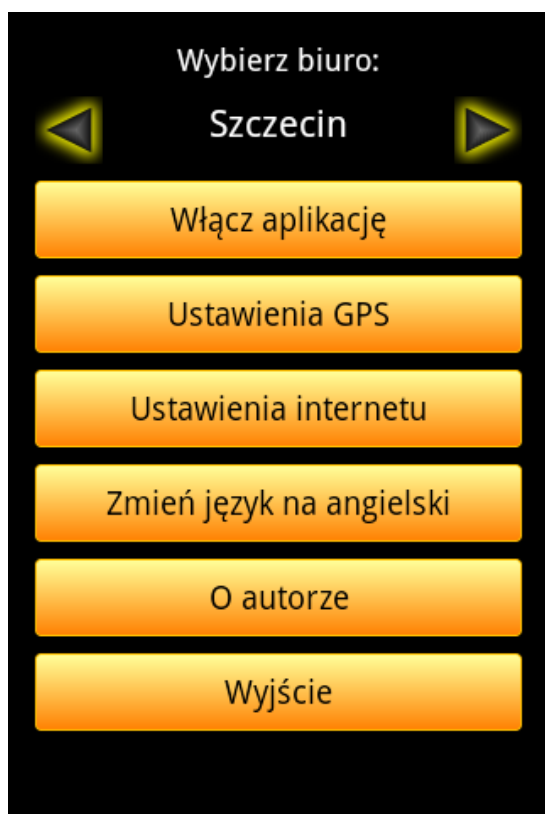 Wybierz biuro:
Szczecin
Włącz aplikację
Ustawienia GPS
Ustawienia internetu
Zmień język na angielski
O autorze
Wyjście